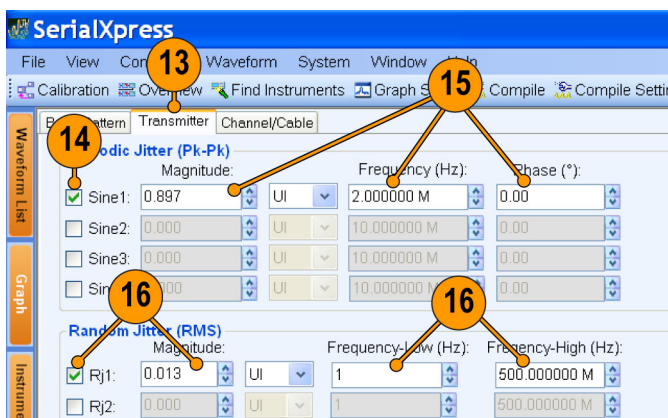 SerialXpress
File View Waveform System Window
Calibration Find Instruments Graph Compile Compile
13
15
Transmitter Channel/Cable
14
Jitter (Pk-Pk)
Magnitude: Frequency (Hz): Phase (°):
Waveform List
Sine1: 0.897 UI 2.000000 M 0.00
Sine2: 0.000 UI 10.000000 M 0.00
Sine3: 0.000 UI 10.000000 M 0.00
UI 10.000000 M 0.00
Graph
16 16
Random Jitter (RMS)
Magnitude: Frequency-Low (Hz): Frequency-High (Hz):
Rj1: 0.013 UI 1 500.000000 M
Rj2: 0.000 UI 1 500.000000 M